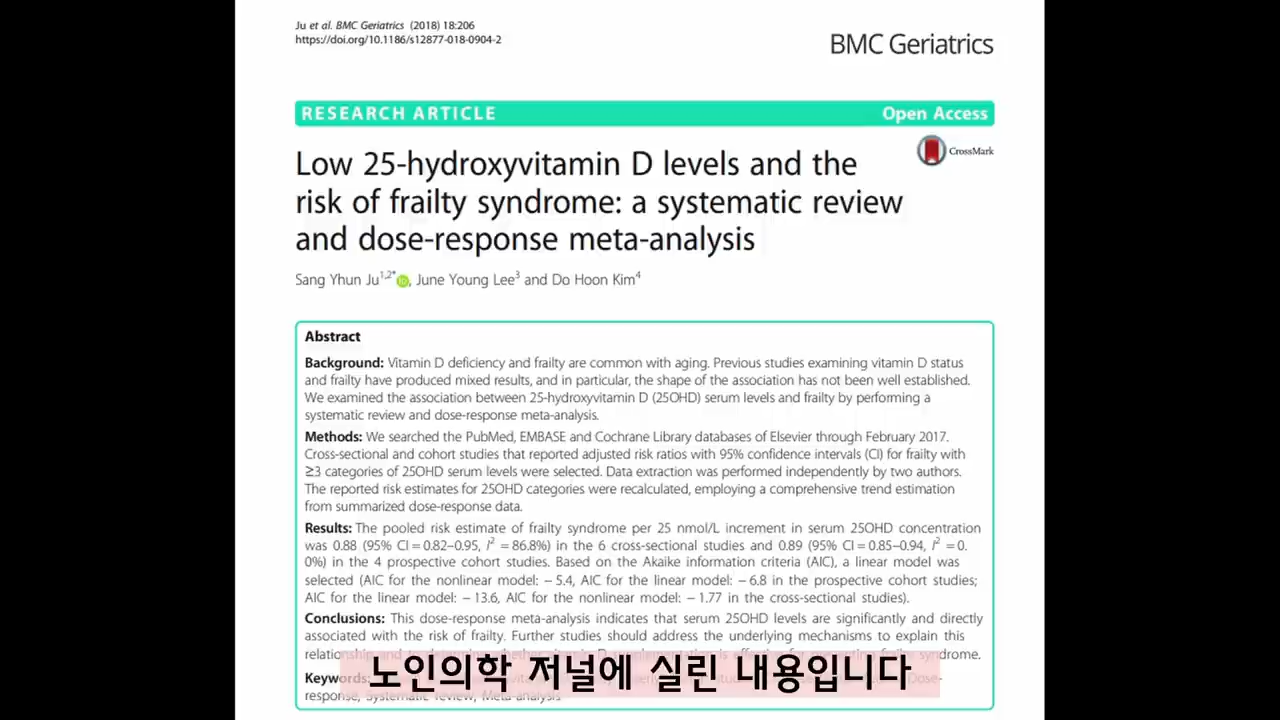 Ju et al. BMC Geriatrics (2018) 18:206
https://doi.org/10.1186/s12877-018-0904-2
BMC Geriatrics
RESEARCH ARTICLE
Open Access
CrossMark
Low 25-hydroxyvitamin D levels and the
risk of frailty syndrome: a systematic review
and dose-response meta-analysis
Sang Yhun Ju1,2*, June Young Lee3 and Do Hoon Kim4
Abstract
Background: Vitamin D deficiency and frailty are common with aging. Previous studies examining vitamin D status
and frailty have produced mixed results, and in particular, the shape of the association has not been well established.
We examined the association between 25-hydroxyvitamin D (25OHD) serum levels and frailty by performing a
systematic review and dose-response meta-analysis.
Methods: We searched the PubMed, EMBASE and Cochrane Library databases of Elsevier through February 2017.
Cross-sectional and cohort studies that reported adjusted risk ratios with 95% confidence intervals (CI) for frailty with
≥3 categories of 25OHD serum levels were selected. Data extraction was performed independently by two authors.
The reported risk estimates for 25OHD categories were recalculated, employing a comprehensive trend estimation
from summarized dose-response data.
Results: The pooled risk estimate of frailty syndrome per 25 nmol/L increment in serum 25OHD concentration
was 0.88 (95% CI = 0.82–0.95, I2 = 86.8%) in the 6 cross-sectional studies and 0.89 (95% CI = 0.85–0.94, I2 = 0.
0%) in the 4 prospective cohort studies. Based on the Akaike information criteria (AIC), a linear model was
selected (AIC for the nonlinear model: − 5.4, AIC for the linear model: − 6.8 in the prospective cohort studies;
AIC for the linear model: − 13.6, AIC for the nonlinear model: − 1.77 in the cross-sectional studies).
Conclusions: This dose-response meta-analysis indicates that serum 25OHD levels are significantly and directly
associated with the risk of frailty. Further studies should address the underlying mechanisms to explain this
syndrome.
Keywords: Dose-
response, Systematic review, Meta-analysis
노인의학 저널에 실린 내용입니다